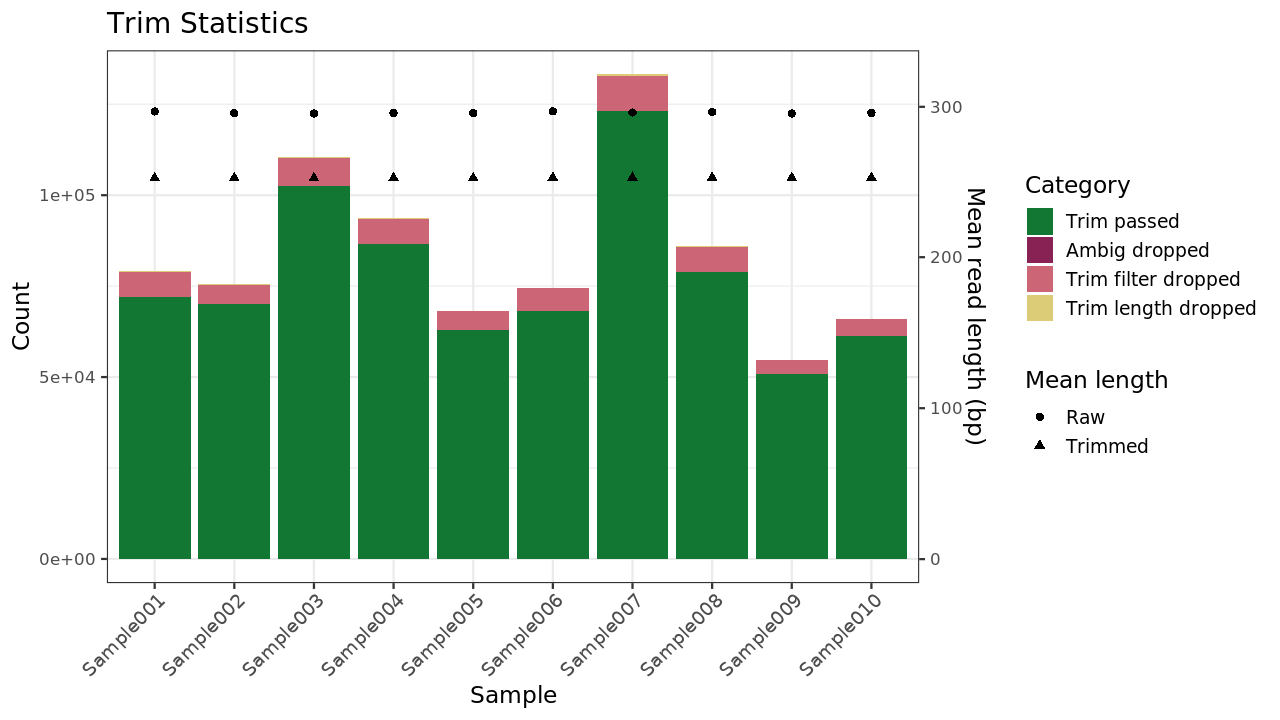 Trim Statistics
Count
1e+05
5e+04
0e+00
300
200
100
0
Mean read length (bp)
Sample001
Sample002
Sample003
Sample004
Sample005
Sample006
Sample007
Sample008
Sample009
Sample010
Sample
Category
Trim passed
Ambig dropped
Trim filter dropped
Trim length dropped
Mean length
Raw
Trimmed